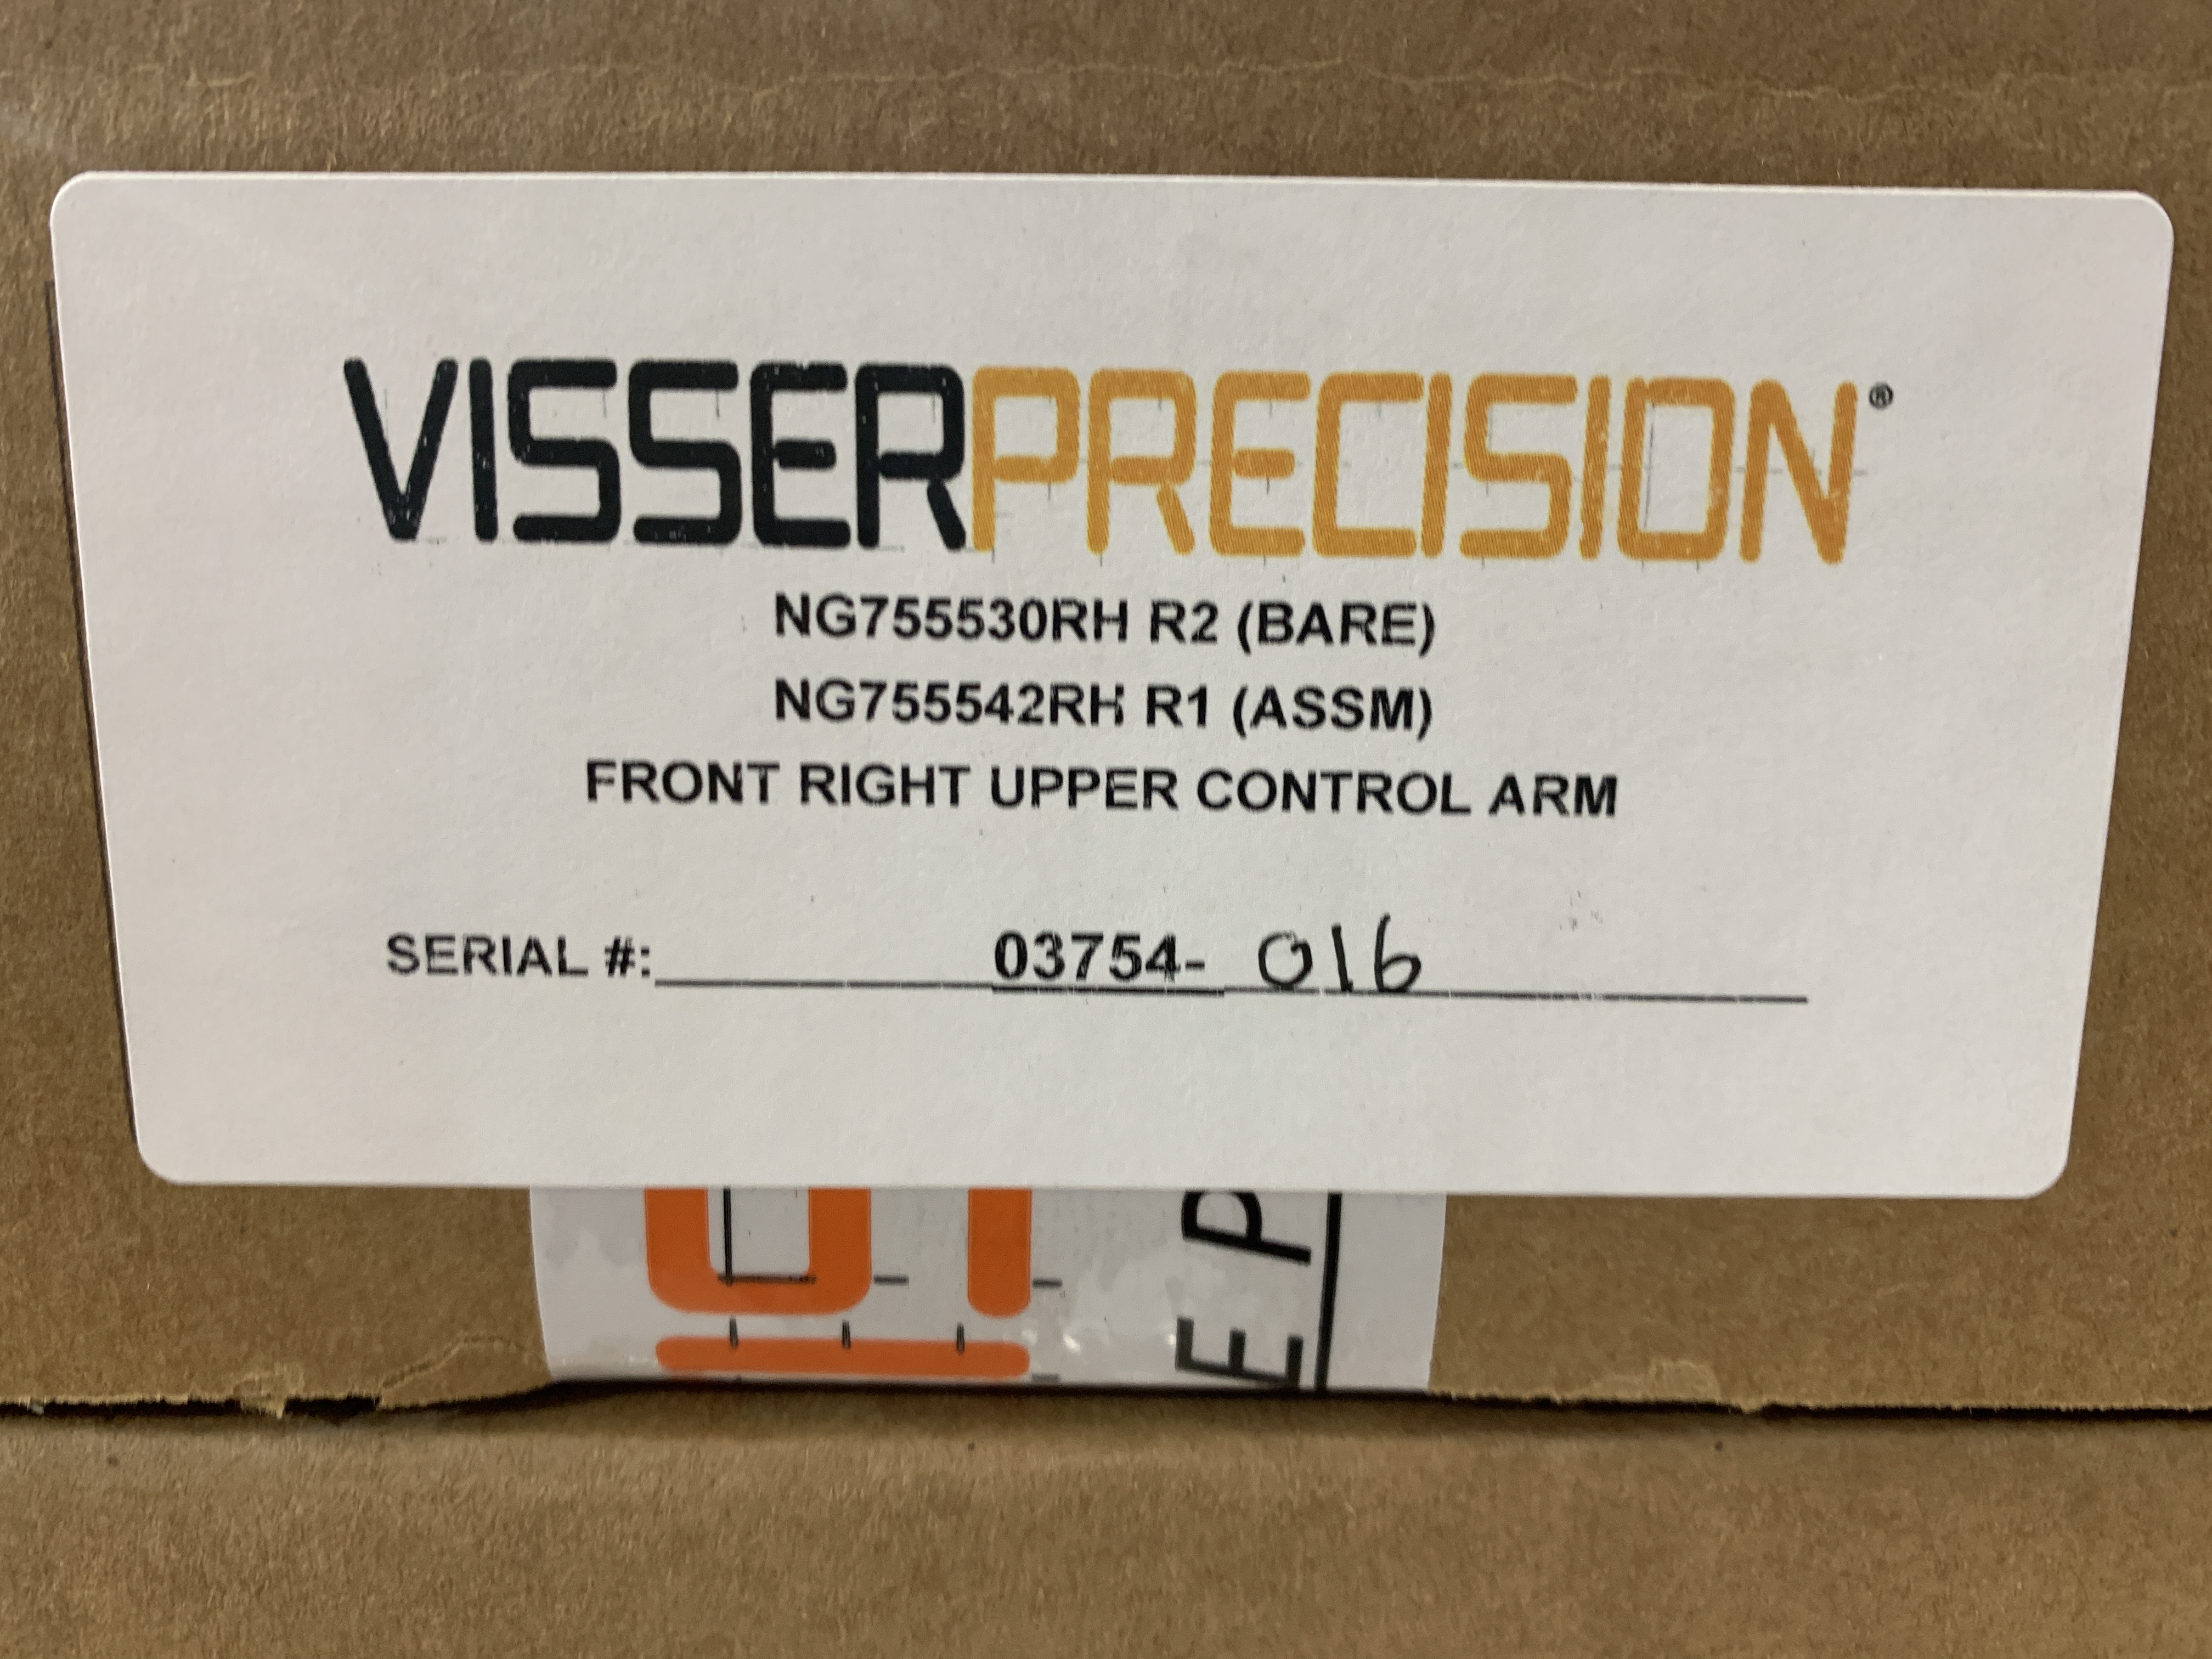 VISSERPRECISION®
NG755530RH R2 (BARE)
NG755542RH R1 (ASSM)
FRONT RIGHT UPPER CONTROL ARM
SERIAL #: 03754- 016
E P